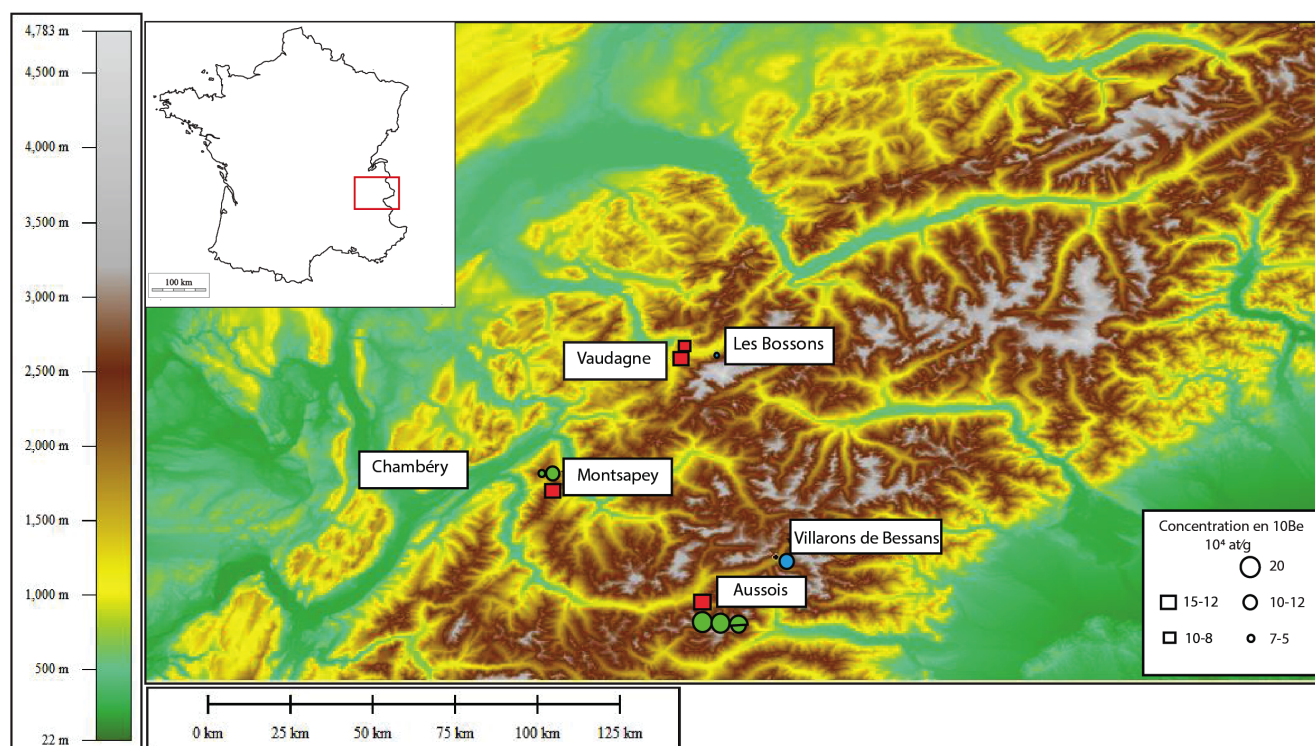 4,783 m
4,500 m
4,000 m
3,500 m
3,000 m
2,500 m
2,000 m
1,500 m
1,000 m
500 m
22 m
100 km
Les Bossons
Vaudagne
Chambéry
Montsapey
Villarons de Bessans
Aussois
Concentration en 10Be
10⁴ at/g
20
15-12
10-12
10-8
7-5
0 km
25 km
50 km
75 km
100 km
125 km